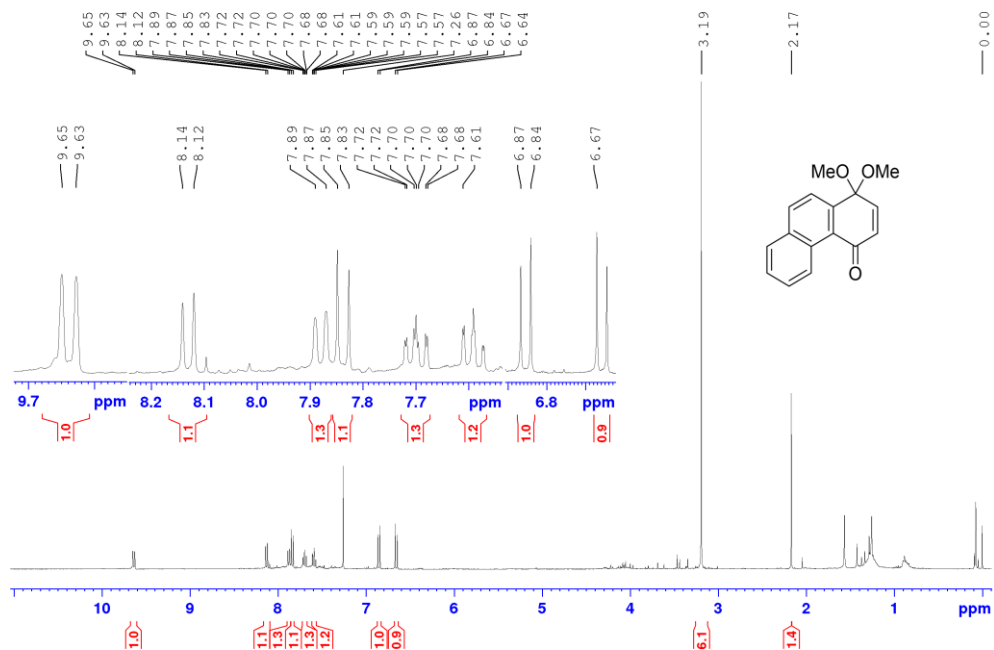 9.65 9.63 8.14 8.12 7.89 7.87 7.85 7.83 7.72 7.72 7.70 7.70 7.70 7.68 7.68 7.61 7.61 7.59 7.59 7.59 7.57 7.57 7.26 6.87 6.84 6.67 6.64 3.19 2.17 0.00
9.65 9.63 8.14 8.12 7.89 7.87 7.85 7.83 7.72 7.72 7.70 7.70 7.70 7.68 7.68 7.61 6.87 6.84 6.67
MeO OMe
O
9.7 ppm 8.2 8.1 8.0 7.9 7.8 7.7 ppm 6.8 ppm
1.0 1.1 1.3 1.1 1.3 1.2 1.0 0.9
10 9 8 7 6 5 4 3 2 1 ppm
1.0 1.1 1.3 1.1 1.3 1.2 1.0 0.9 6.1 1.4